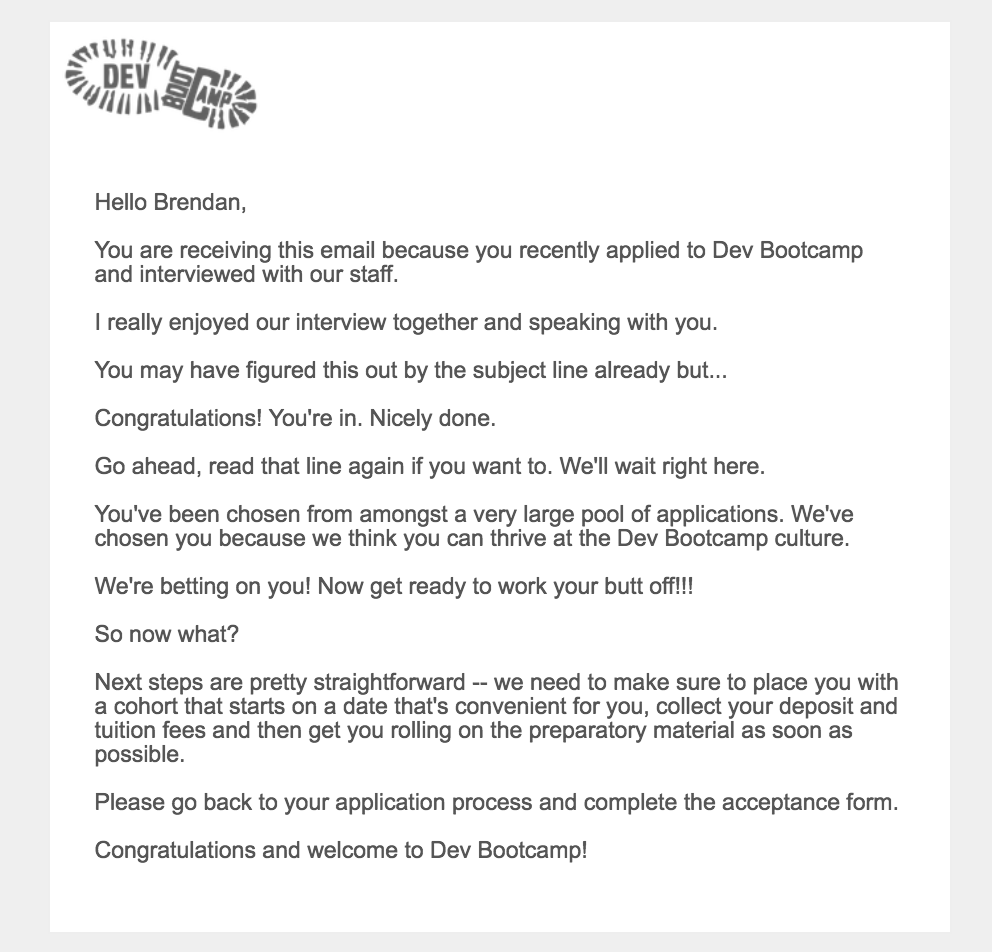 DEV
BOOT
CAMP
Hello Brendan,
You are receiving this email because you recently applied to Dev Bootcamp
and interviewed with our staff.
I really enjoyed our interview together and speaking with you.
You may have figured this out by the subject line already but...
Congratulations! You're in. Nicely done.
Go ahead, read that line again if you want to. We'll wait right here.
You've been chosen from amongst a very large pool of applications. We've
chosen you because we think you can thrive at the Dev Bootcamp culture.
We're betting on you! Now get ready to work your butt off!!!
So now what?
Next steps are pretty straightforward -- we need to make sure to place you with
a cohort that starts on a date that's convenient for you, collect your deposit and
tuition fees and then get you rolling on the preparatory material as soon as
possible.
Please go back to your application process and complete the acceptance form.
Congratulations and welcome to Dev Bootcamp!